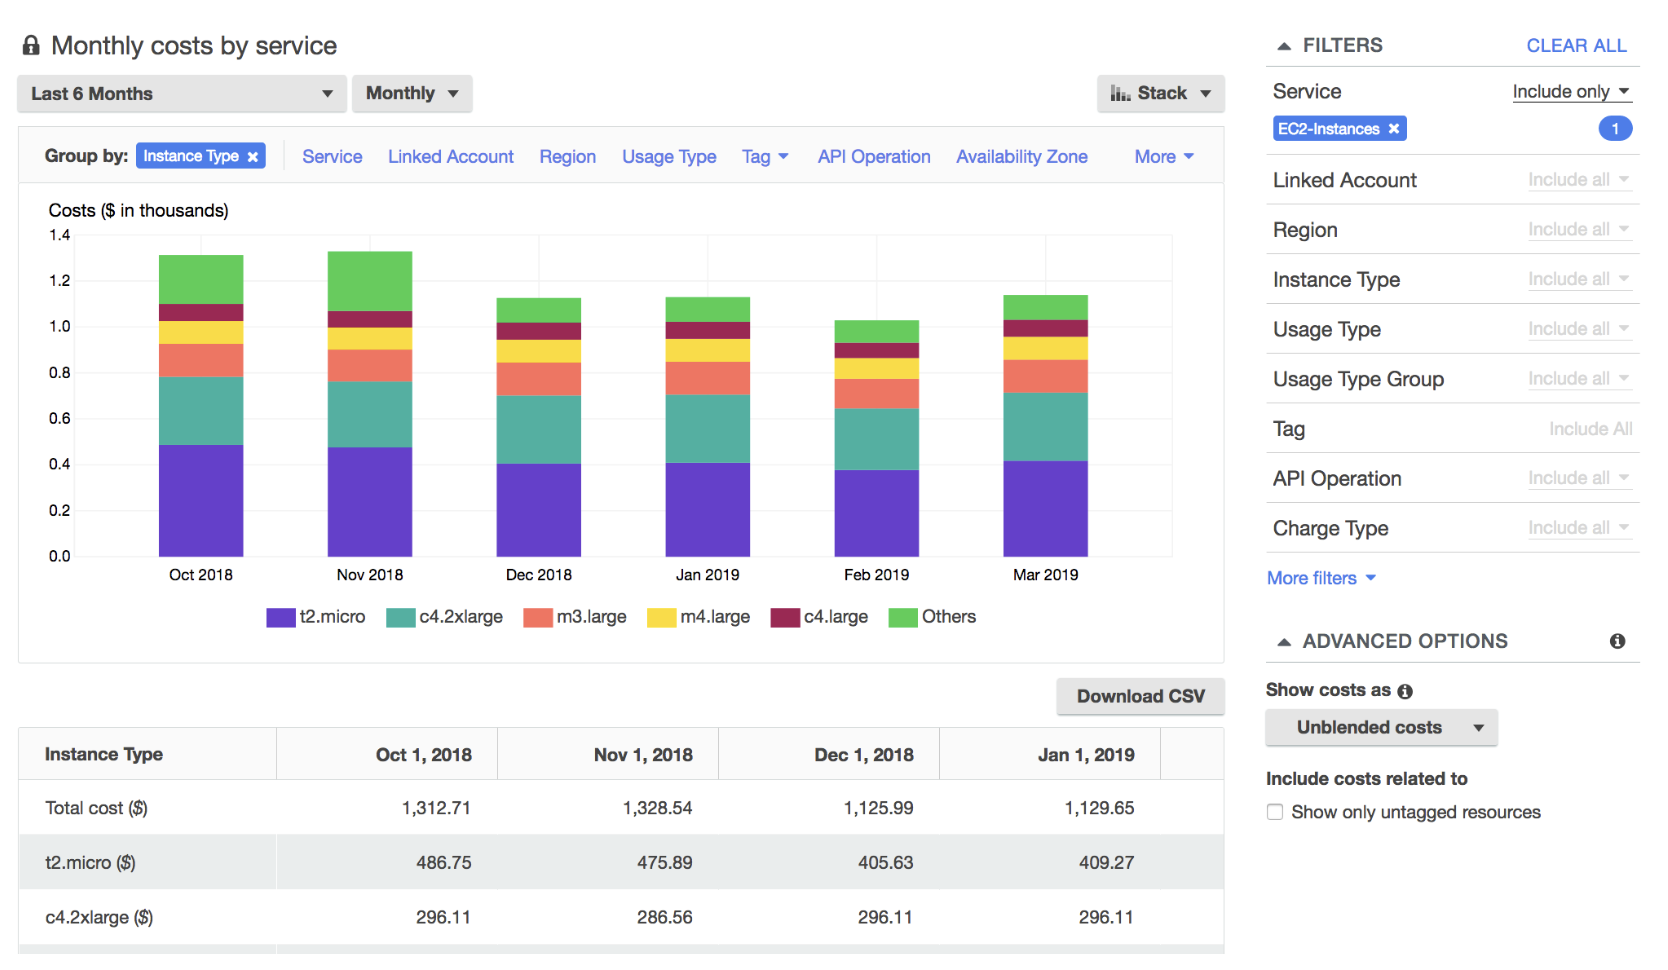 Monthly costs by service
Last 6 Months
Monthly
Stack
Group by: Instance Type × Service Linked Account Region Usage Type Tag API Operation Availability Zone More
Costs ($ in thousands)
1.4
1.2
1.0
0.8
0.6
0.4
0.2
0.0
Oct 2018 Nov 2018 Dec 2018 Jan 2019 Feb 2019 Mar 2019
t2.micro c4.2xlarge m3.large m4.large c4.large Others
Download CSV
Instance Type Oct 1, 2018 Nov 1, 2018 Dec 1, 2018 Jan 1, 2019
Total cost ($) 1,312.71 1,328.54 1,125.99 1,129.65
t2.micro ($) 486.75 475.89 405.63 409.27
c4.2xlarge ($) 296.11 286.56 296.11 296.11
FILTERS CLEAR ALL
Service Include only
EC2-Instances × 1
Linked Account Include all
Region Include all
Instance Type Include all
Usage Type Include all
Usage Type Group Include all
Tag Include All
API Operation Include all
Charge Type Include all
More filters
ADVANCED OPTIONS i
Show costs as i
Unblended costs
Include costs related to
Show only untagged resources